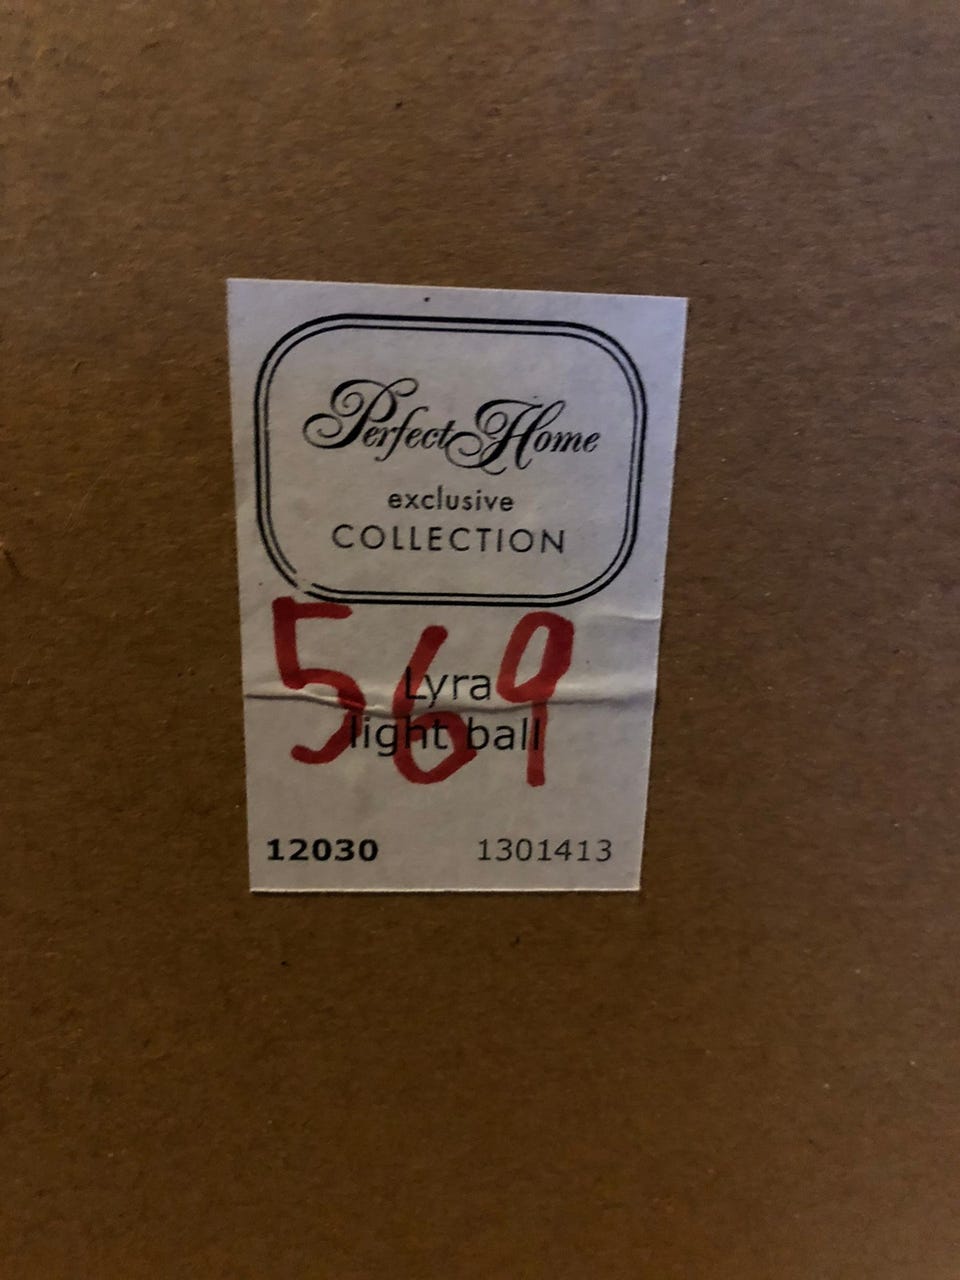 Perfect Home
exclusive
COLLECTION
569
Lyra
light ball
12030 1301413